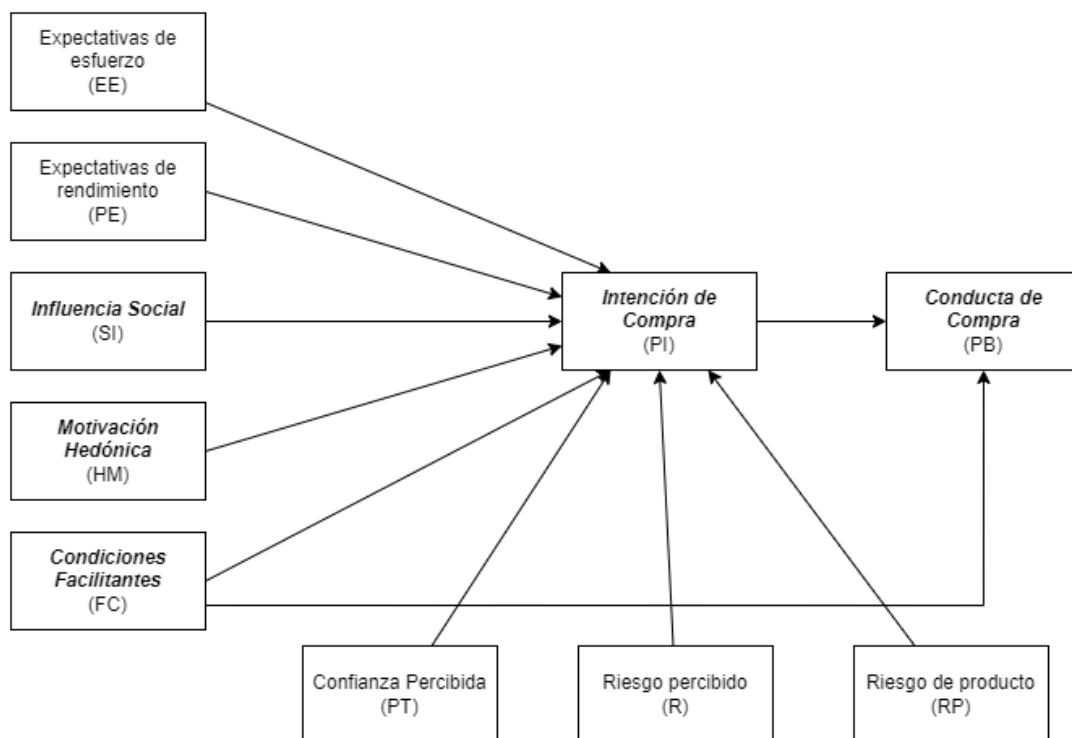 Expectativas de
esfuerzo
(EE)
Expectativas de
rendimiento
(PE)
Influencia Social
(SI)
Intención de
Compra
(PI)
Conducta de
Compra
(PB)
Motivación
Hedónica
(HM)
Condiciones
Facilitantes
(FC)
Confianza Percibida
(PT)
Riesgo percibido
(R)
Riesgo de producto
(RP)